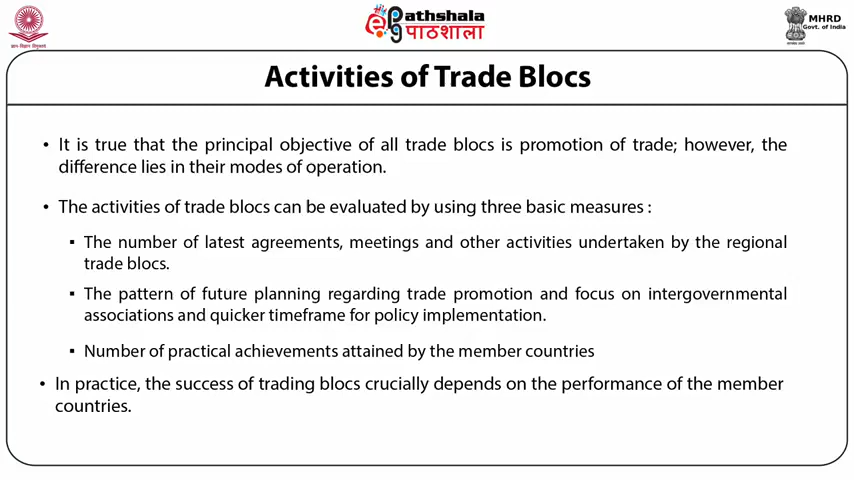 ePathshala
पाठशाला
MHRD
Govt. of India
Activities of Trade Blocs
• It is true that the principal objective of all trade blocs is promotion of trade; however, the
difference lies in their modes of operation.
• The activities of trade blocs can be evaluated by using three basic measures :
▪ The number of latest agreements, meetings and other activities undertaken by the regional
trade blocs.
▪ The pattern of future planning regarding trade promotion and focus on intergovernmental
associations and quicker timeframe for policy implementation.
▪ Number of practical achievements attained by the member countries
• In practice, the success of trading blocs crucially depends on the performance of the member
countries.